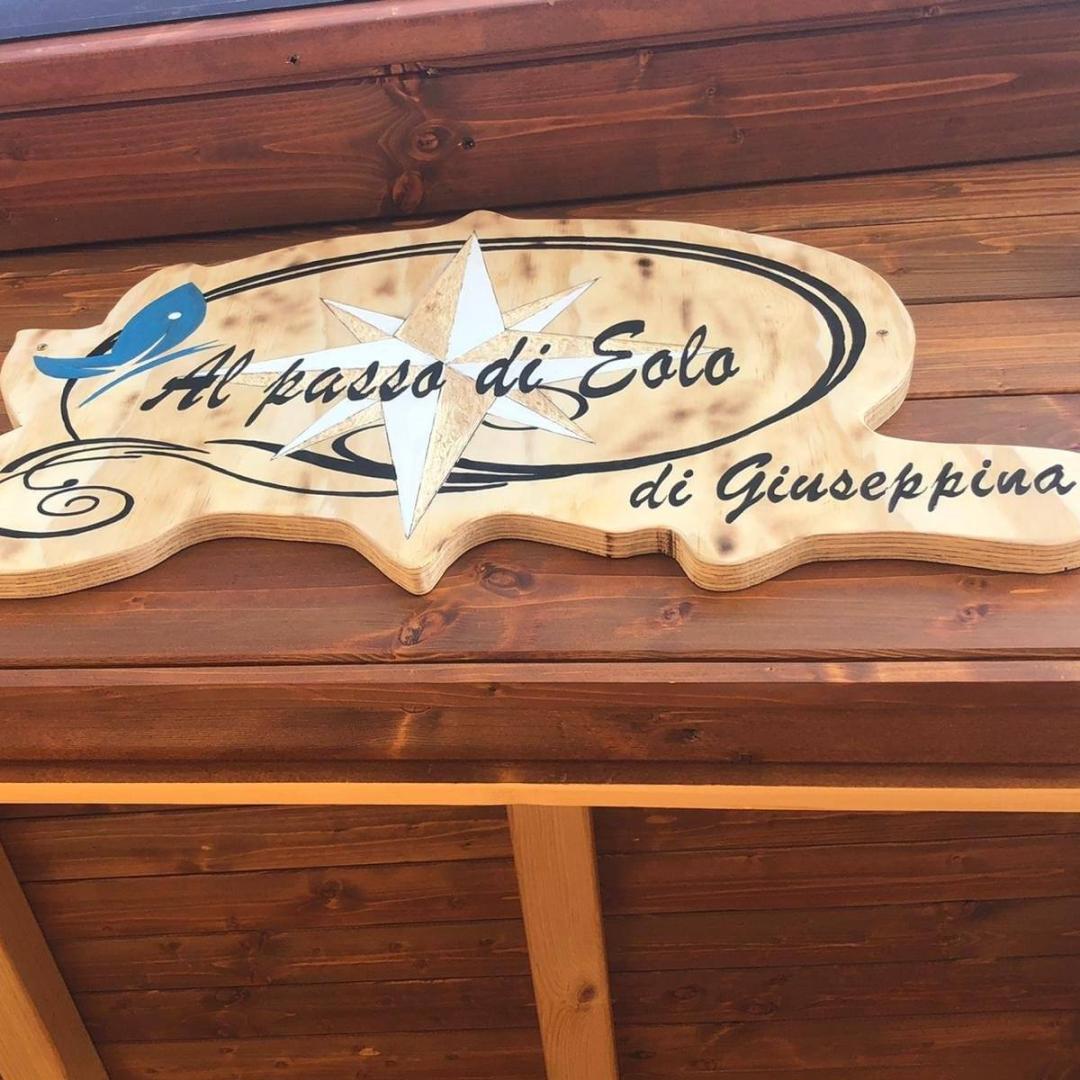 Al passo di Eolo
di Giuseppina